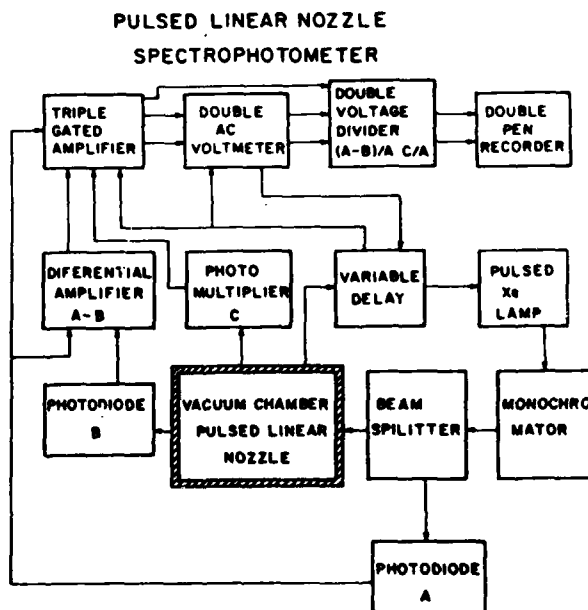 PULSED LINEAR NOZZLE
SPECTROPHOTOMETER
TRIPLE
GATED
AMPLIFIER
DOUBLE
AC
VOLTMETER
DOUBLE
VOLTAGE
DIVIDER
(A-B)/A C/A
DOUBLE
PEN
RECORDER
DIFERENTIAL
AMPLIFIER
A-B
PHOTO
MULTIPLIER
C
VARIABLE
DELAY
PULSED
Xe
LAMP
PHOTODIODE
B
VACUUM CHAMBER
PULSED LINEAR
NOZZLE
BEAM
SPILITTER
MONOCHRO
MATOR
PHOTODIODE
A